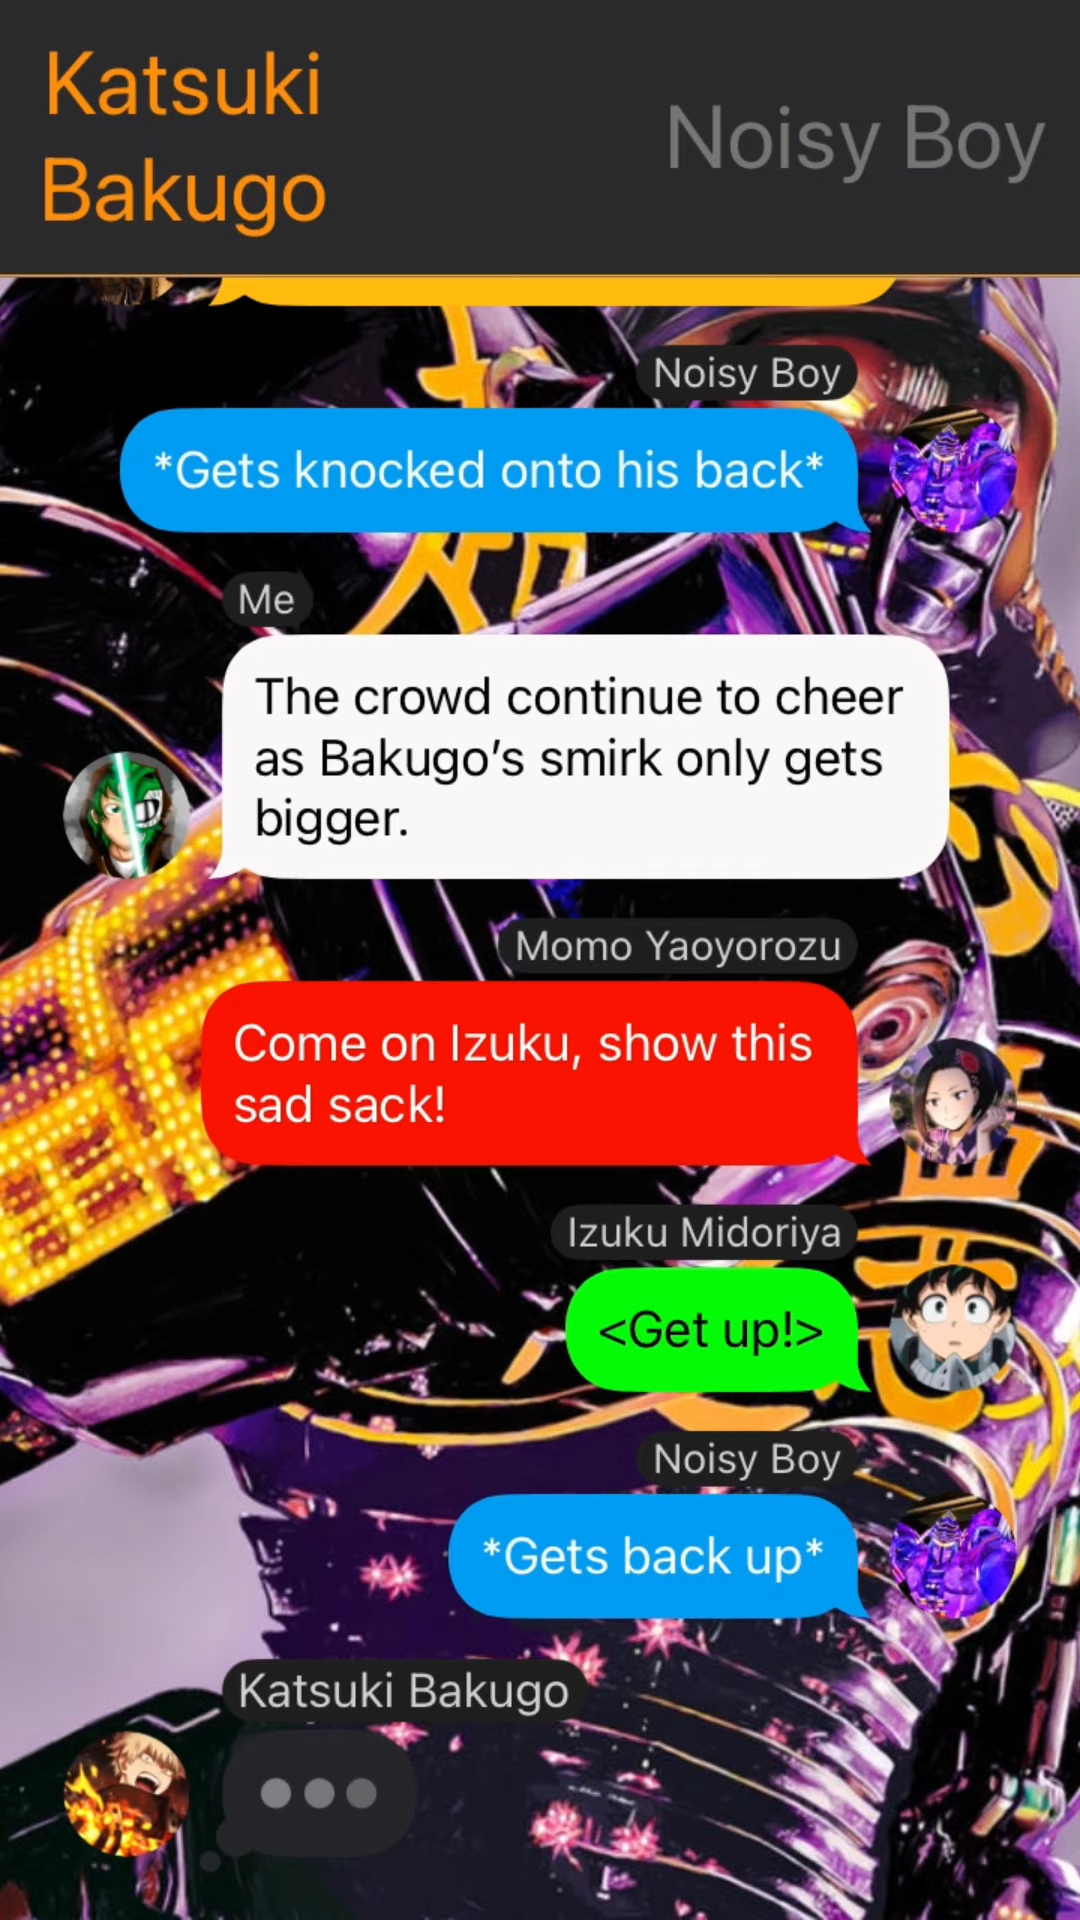 Katsuki
Bakugo
Noisy Boy
Noisy Boy
*Gets knocked onto his back*
Me
The crowd continue to cheer
as Bakugo’s smirk only gets
bigger.
Momo Yaoyorozu
Come on Izuku, show this
sad sack!
Izuku Midoriya
<Get up!>
Noisy Boy
*Gets back up*
Katsuki Bakugo